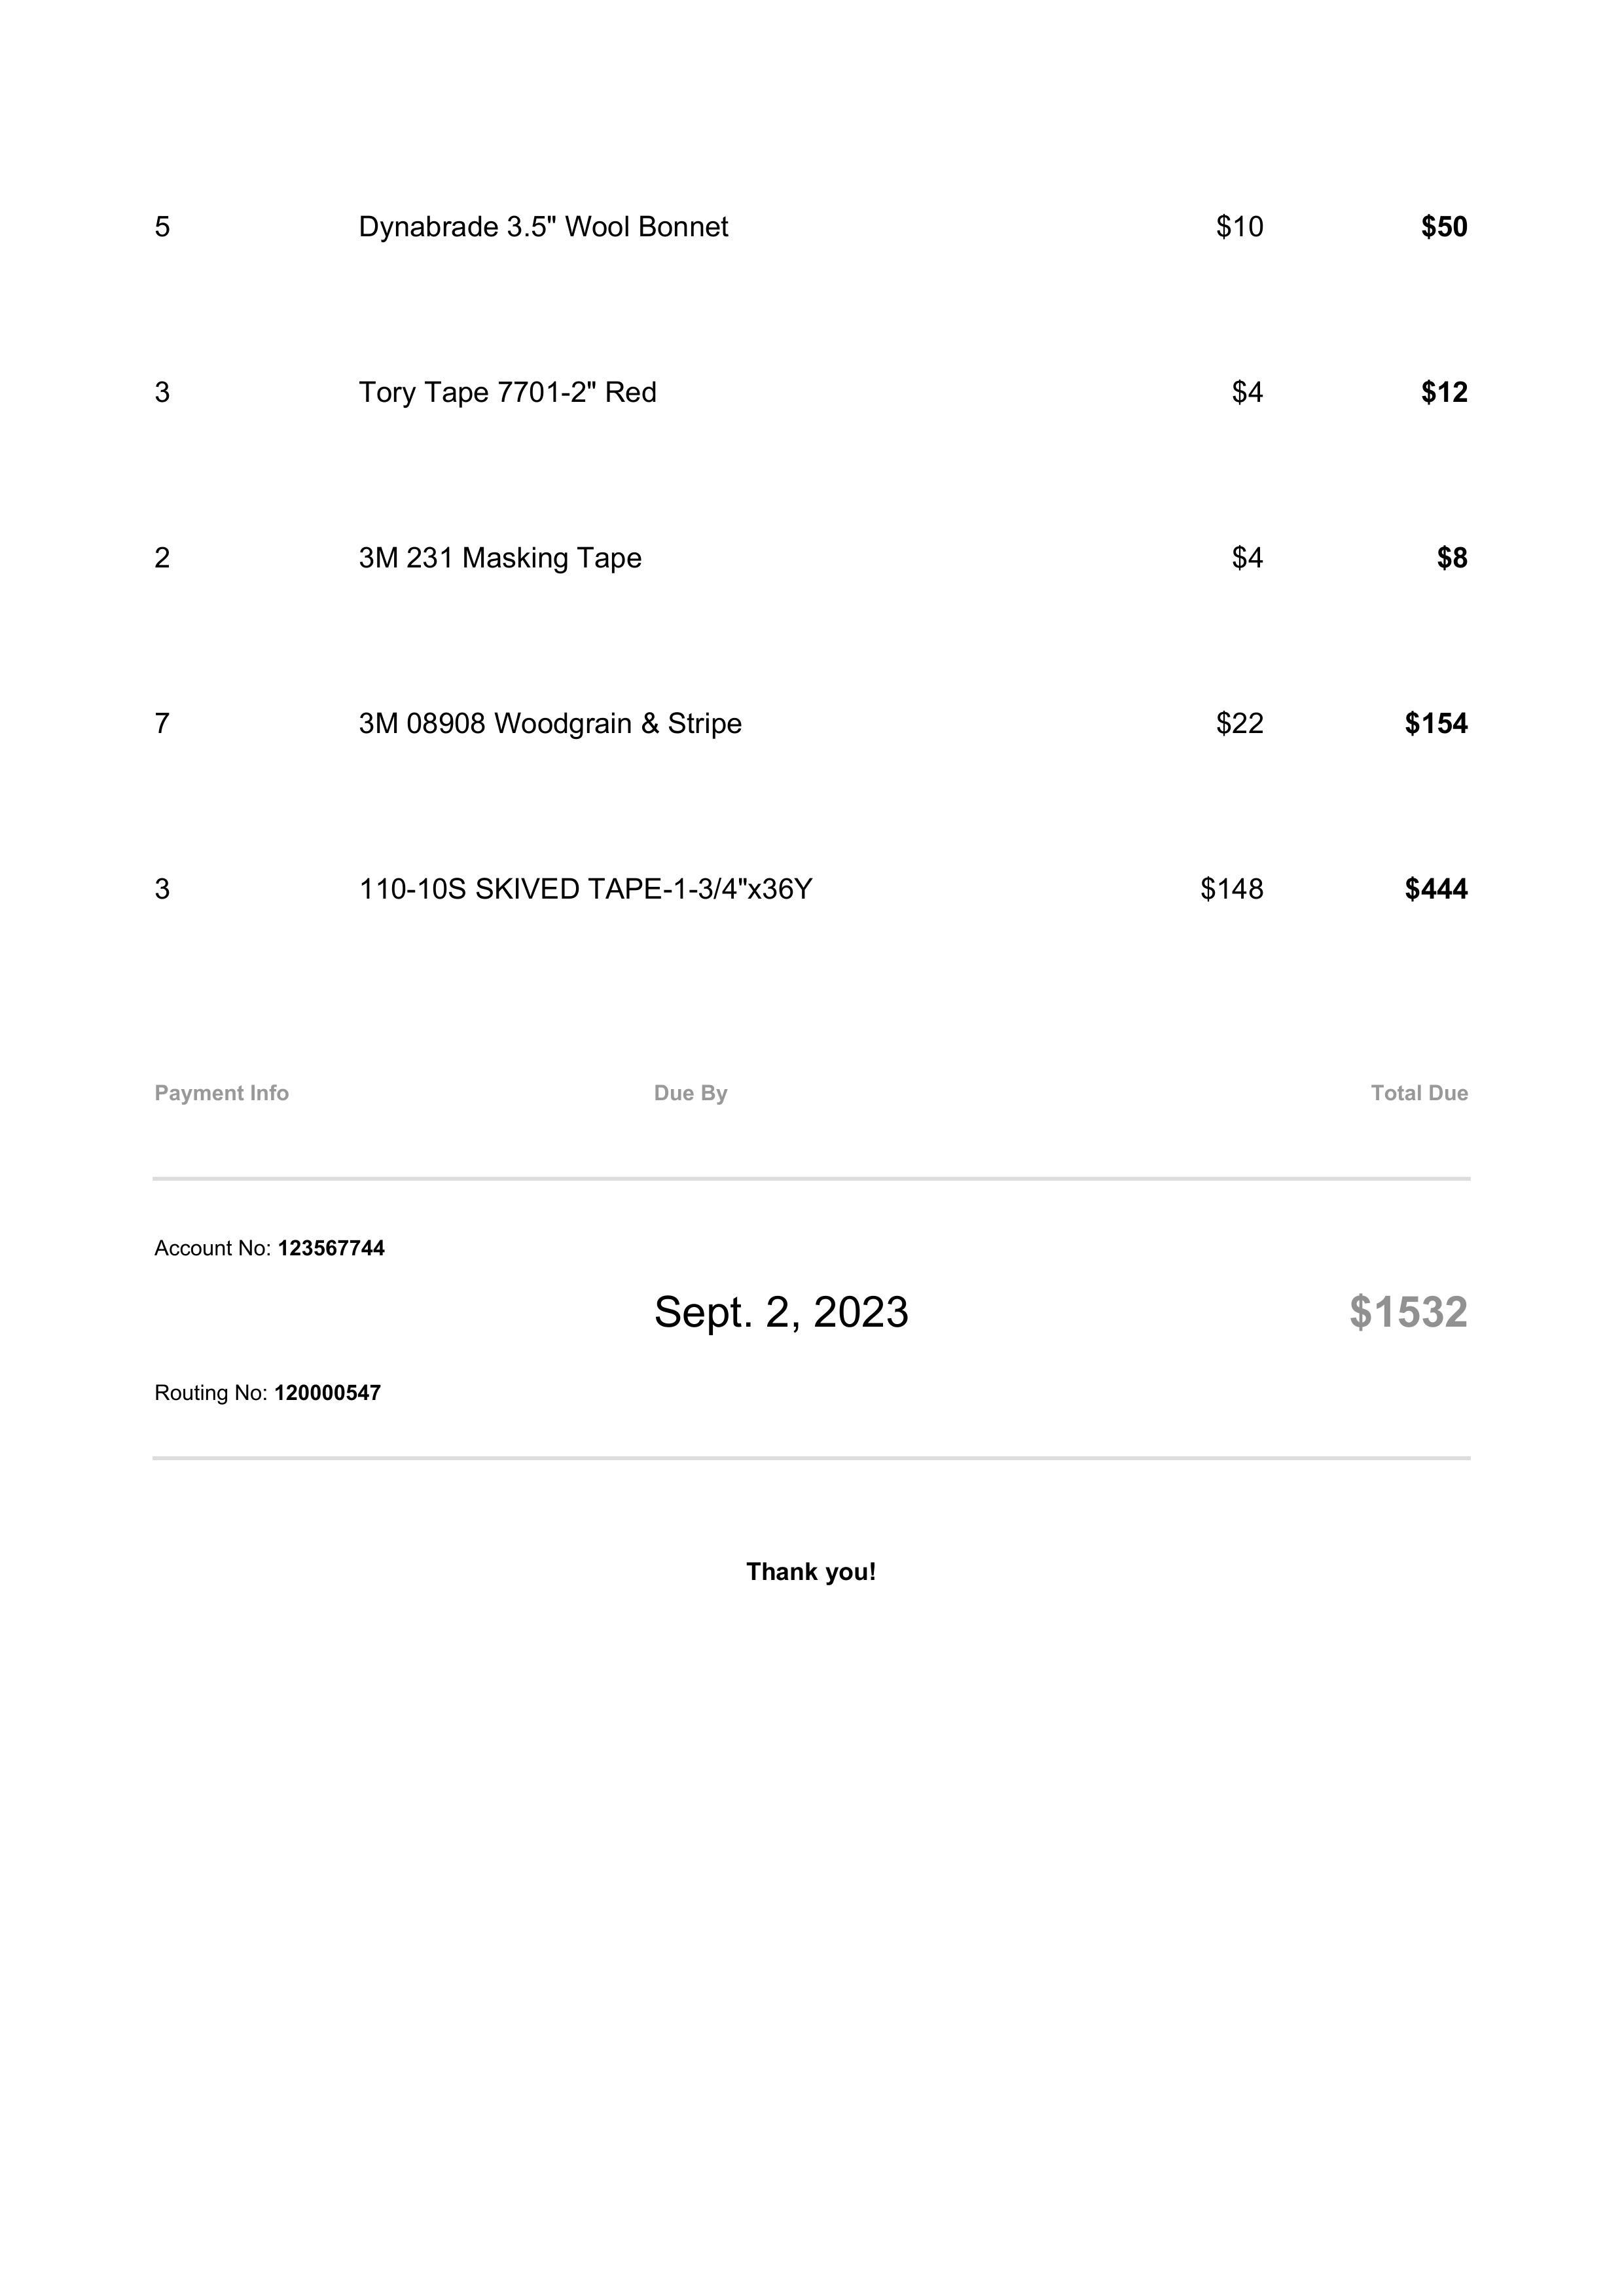 5 Dynabrade 3.5" Wool Bonnet $10 $50
3 Tory Tape 7701-2" Red $4 $12
2 3M 231 Masking Tape $4 $8
7 3M 08908 Woodgrain & Stripe $22 $154
3 110-10S SKIVED TAPE-1-3/4"x36Y $148 $444
Payment Info Due By Total Due
Account No: 123567744
Sept. 2, 2023 $1532
Routing No: 120000547
Thank you!